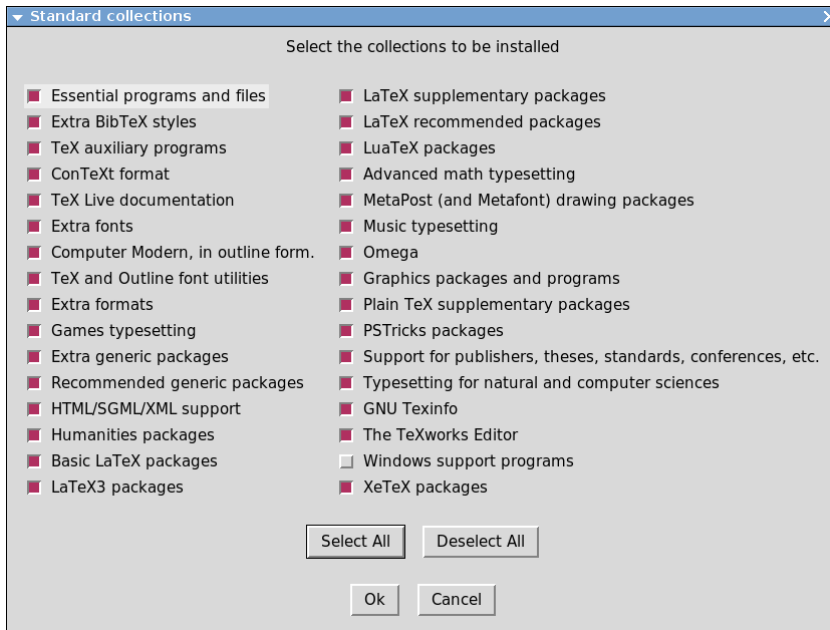 Standard collections
Select the collections to be installed
Essential programs and files
Extra BibTeX styles
TeX auxiliary programs
ConTeXt format
TeX Live documentation
Extra fonts
Computer Modern, in outline form.
TeX and Outline font utilities
Extra formats
Games typesetting
Extra generic packages
Recommended generic packages
HTML/SGML/XML support
Humanities packages
Basic LaTeX packages
LaTeX3 packages
LaTeX supplementary packages
LaTeX recommended packages
LuaTeX packages
Advanced math typesetting
MetaPost (and Metafont) drawing packages
Music typesetting
Omega
Graphics packages and programs
Plain TeX supplementary packages
PSTricks packages
Support for publishers, theses, standards, conferences, etc.
Typesetting for natural and computer sciences
GNU Texinfo
The TeXworks Editor
Windows support programs
XeTeX packages
Select All
Deselect All
Ok
Cancel